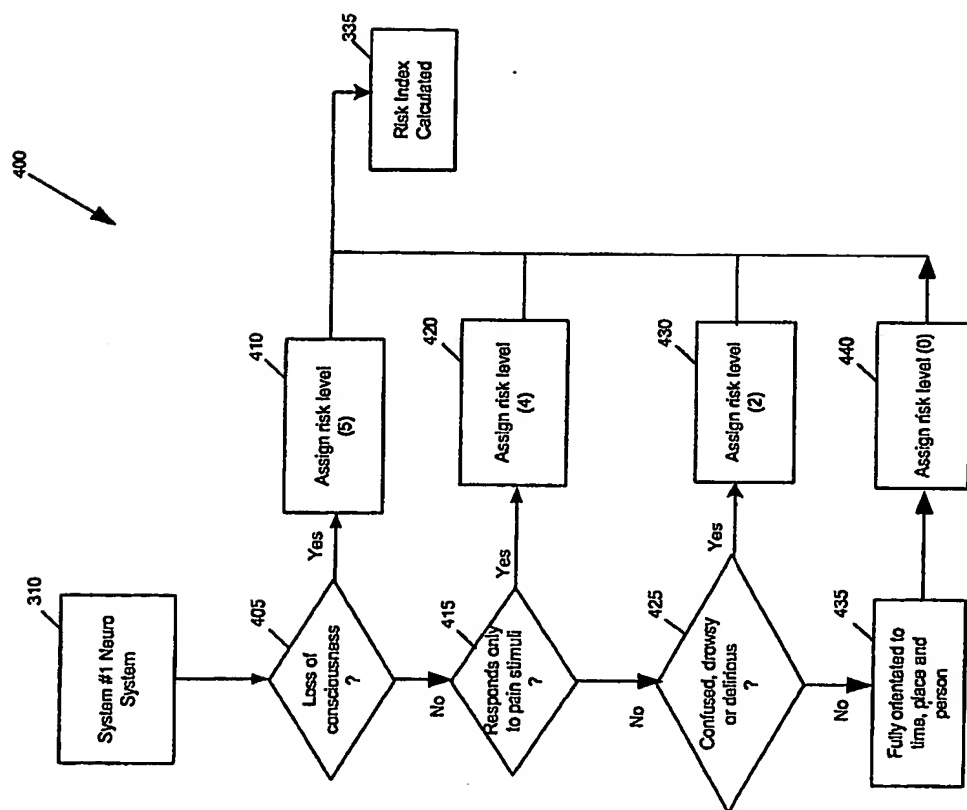 400
310
System #1 Neuro
System
405
Loss of
consciousness
?
Yes
410
Assign risk level
(5)
335
Risk Index
Calculated
No
415
Responds only
to pain stimuli
?
Yes
420
Assign risk level
(4)
No
425
Confused, drowsy
or delirious
?
Yes
430
Assign risk level
(2)
No
435
Fully orientated to
time, place and
person
440
Assign risk level (0)